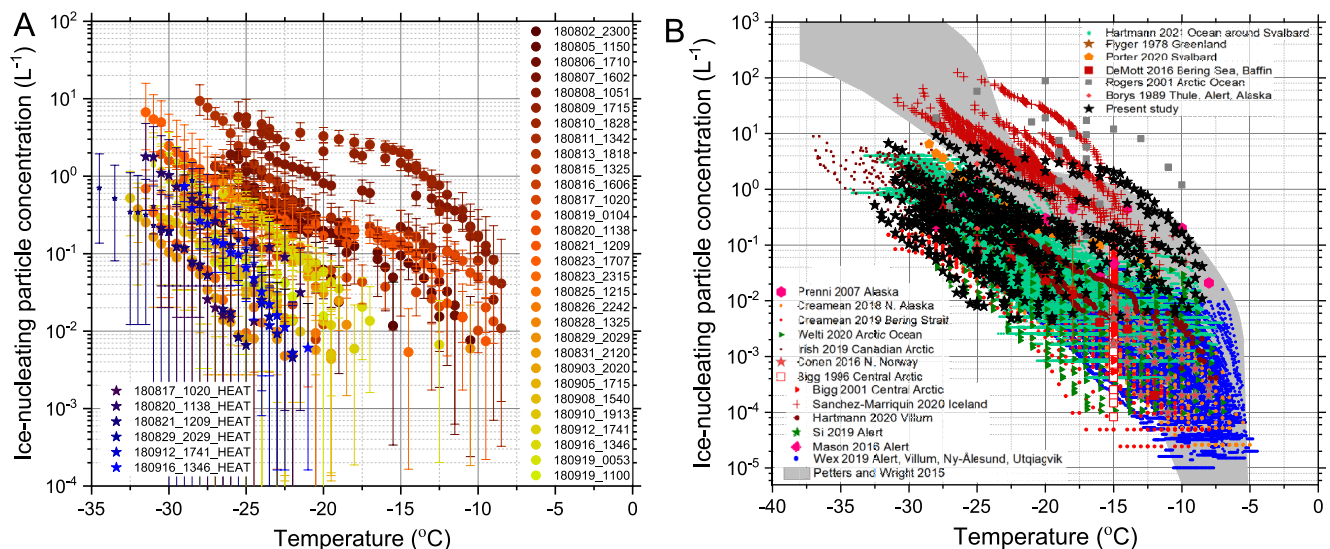 A
Ice-nucleating particle concentration (L⁻¹)
10²
10¹
10⁰
10⁻¹
10⁻²
10⁻³
10⁻⁴
180802_2300
180805_1150
180806_1710
180807_1602
180808_1051
180809_1715
180810_1828
180811_1342
180813_1818
180815_1325
180816_1606
180817_1020
180819_0104
180820_1138
180821_1209
180823_1707
180823_2315
180825_1215
180826_2242
180828_1325
180829_2029
180831_2120
180903_2020
180905_1715
180908_1540
180910_1913
180912_1741
180916_1346
180919_0053
180919_1100
180817_1020_HEAT
180820_1138_HEAT
180821_1209_HEAT
180829_2029_HEAT
180912_1741_HEAT
180916_1346_HEAT
-35 -30 -25 -20 -15 -10 -5
Temperature (°C)
B
Ice-nucleating particle concentration (L⁻¹)
10³
10²
10¹
10⁰
10⁻¹
10⁻²
10⁻³
10⁻⁴
10⁻⁵
Hartmann 2021 Ocean around Svalbard
Flyger 1978 Greenland
Porter 2020 Svalbard
DeMott 2016 Bering Sea, Baffin
Rogers 2001 Arctic Ocean
Borys 1989 Thule, Alert, Alaska
Present study
Prenni 2007 Alaska
Creamean 2018 N. Alaska
Creamean 2019 Bering Strait
Welti 2020 Arctic Ocean
Irish 2019 Canadian Arctic
Conen 2016 N. Norway
Bigg 1996 Central Arctic
Bigg 2001 Central Arctic
Sanchez-Marriquin 2020 Iceland
Hartmann 2020 Villum
Si 2019 Alert
Mason 2016 Alert
Wex 2019 Alert, Villum, Ny-Ålesund, Utqiagvik
Petters and Wright 2015
-40 -35 -30 -25 -20 -15 -10 -5
Temperature (°C)